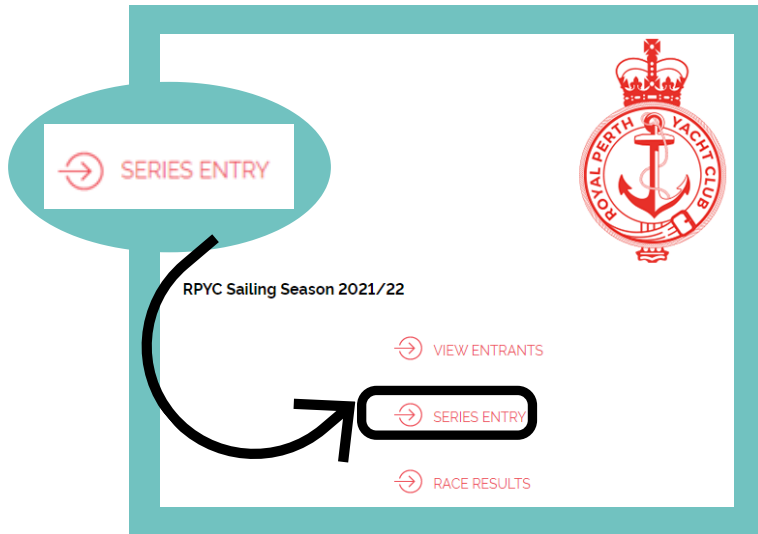 SERIES ENTRY
ROYAL PERTH YACHT CLUB
RPYC Sailing Season 2021/22
VIEW ENTRANTS
SERIES ENTRY
RACE RESULTS